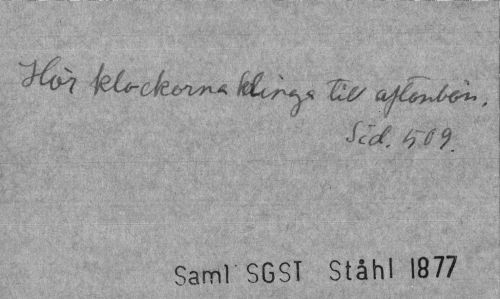 Hör klockorna klinga till aftonbön.
Sid. 509.
Saml SGST Ståhl 1877